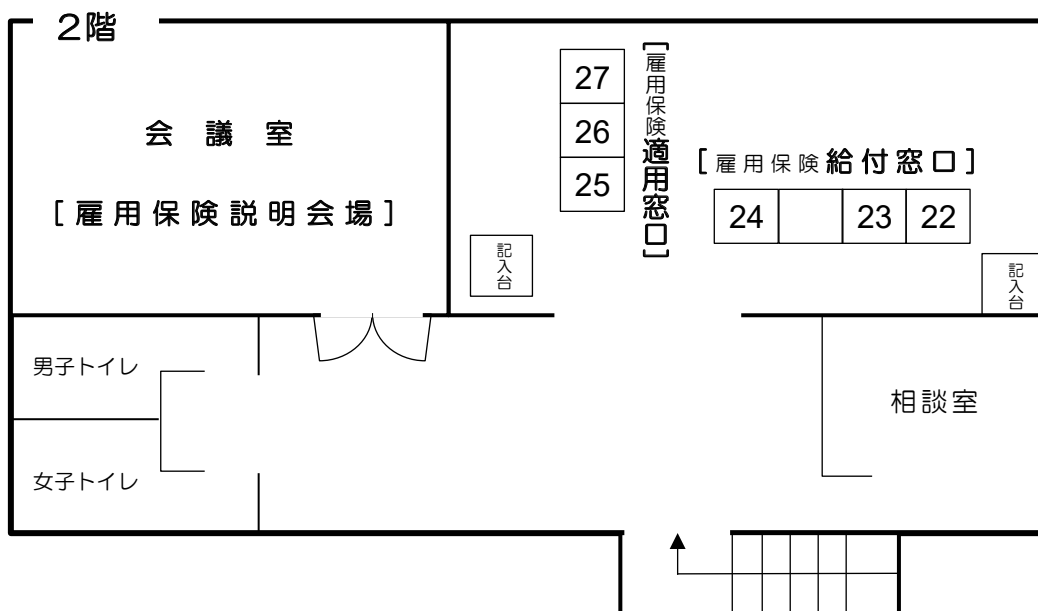 2階
会議室
[雇用保険説明会場]
27
26
25
[雇用保険適用窓口]
[雇用保険給付窓口]
24
23
22
記入台
記入台
男子トイレ
女子トイレ
相談室